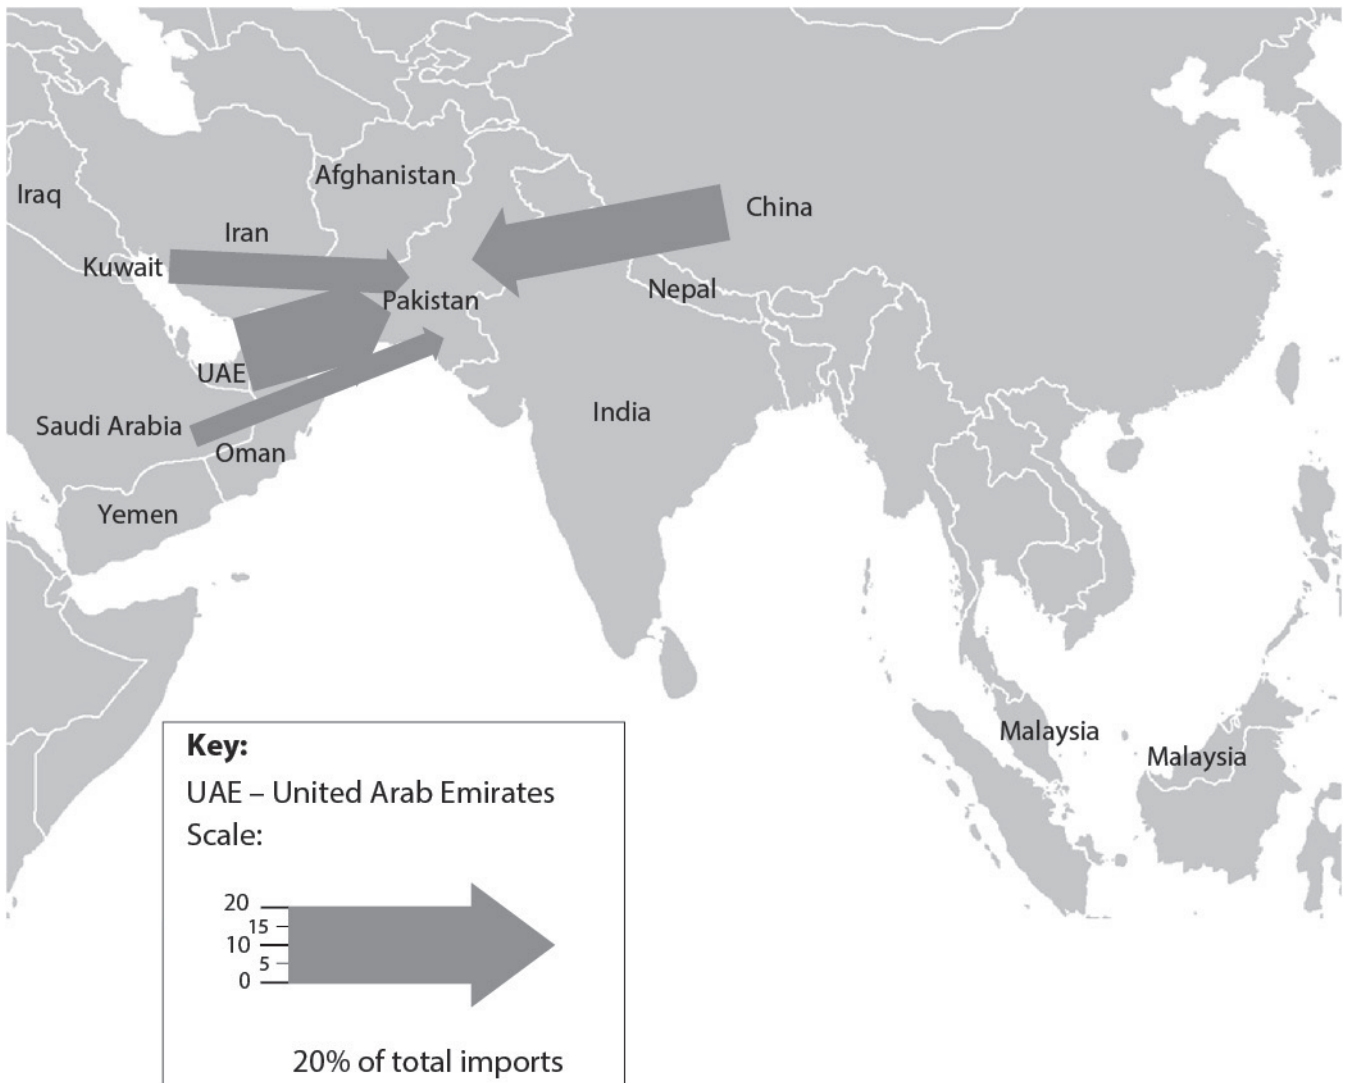 Afghanistan
Iraq
China
Iran
Kuwait
Nepal
Pakistan
UAE
India
Saudi Arabia
Oman
Yemen
Malaysia
Malaysia
Key:
UAE – United Arab Emirates
Scale:
20
15
10
5
0
20% of total imports